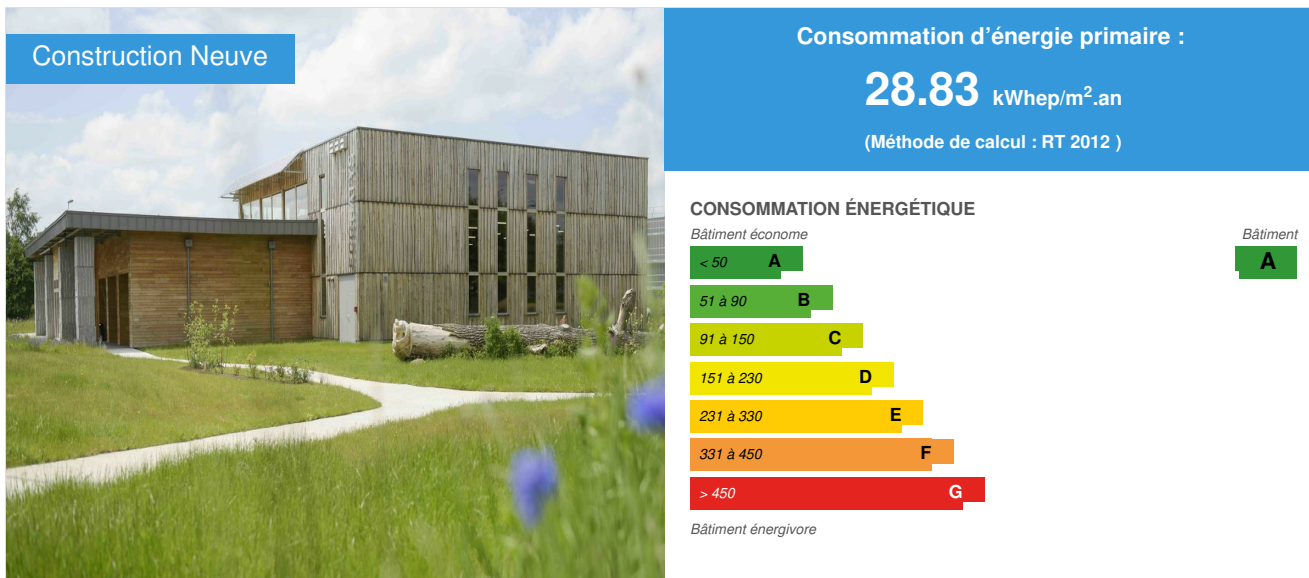 Construction Neuve
Consommation d'énergie primaire :
28.83 kWhep/m².an
(Méthode de calcul : RT 2012 )
CONSOMMATION ÉNERGÉTIQUE
Bâtiment économe
Bâtiment
< 50 A
A
51 à 90 B
91 à 150 C
151 à 230 D
231 à 330 E
331 à 450 F
> 450 G
Bâtiment énergivore